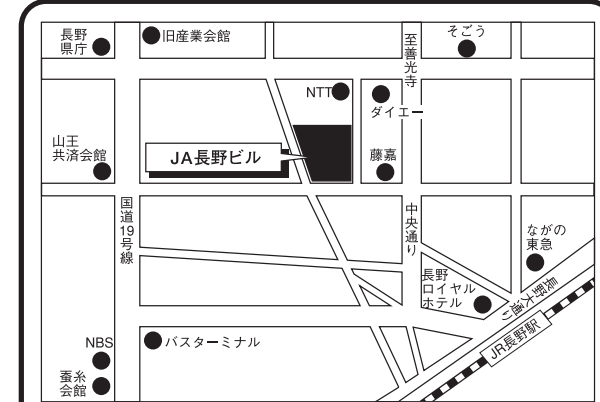 長野
県庁
旧産業会館
至善光寺
そごう
NTT
ダイエー
山王
共済会館
JA長野ビル
藤嘉
国道19号線
中央通り
ながの
東急
長野
ロイヤル
ホテル
長野大通り
JR長野駅
NBS
バスターミナル
蚕糸
会館